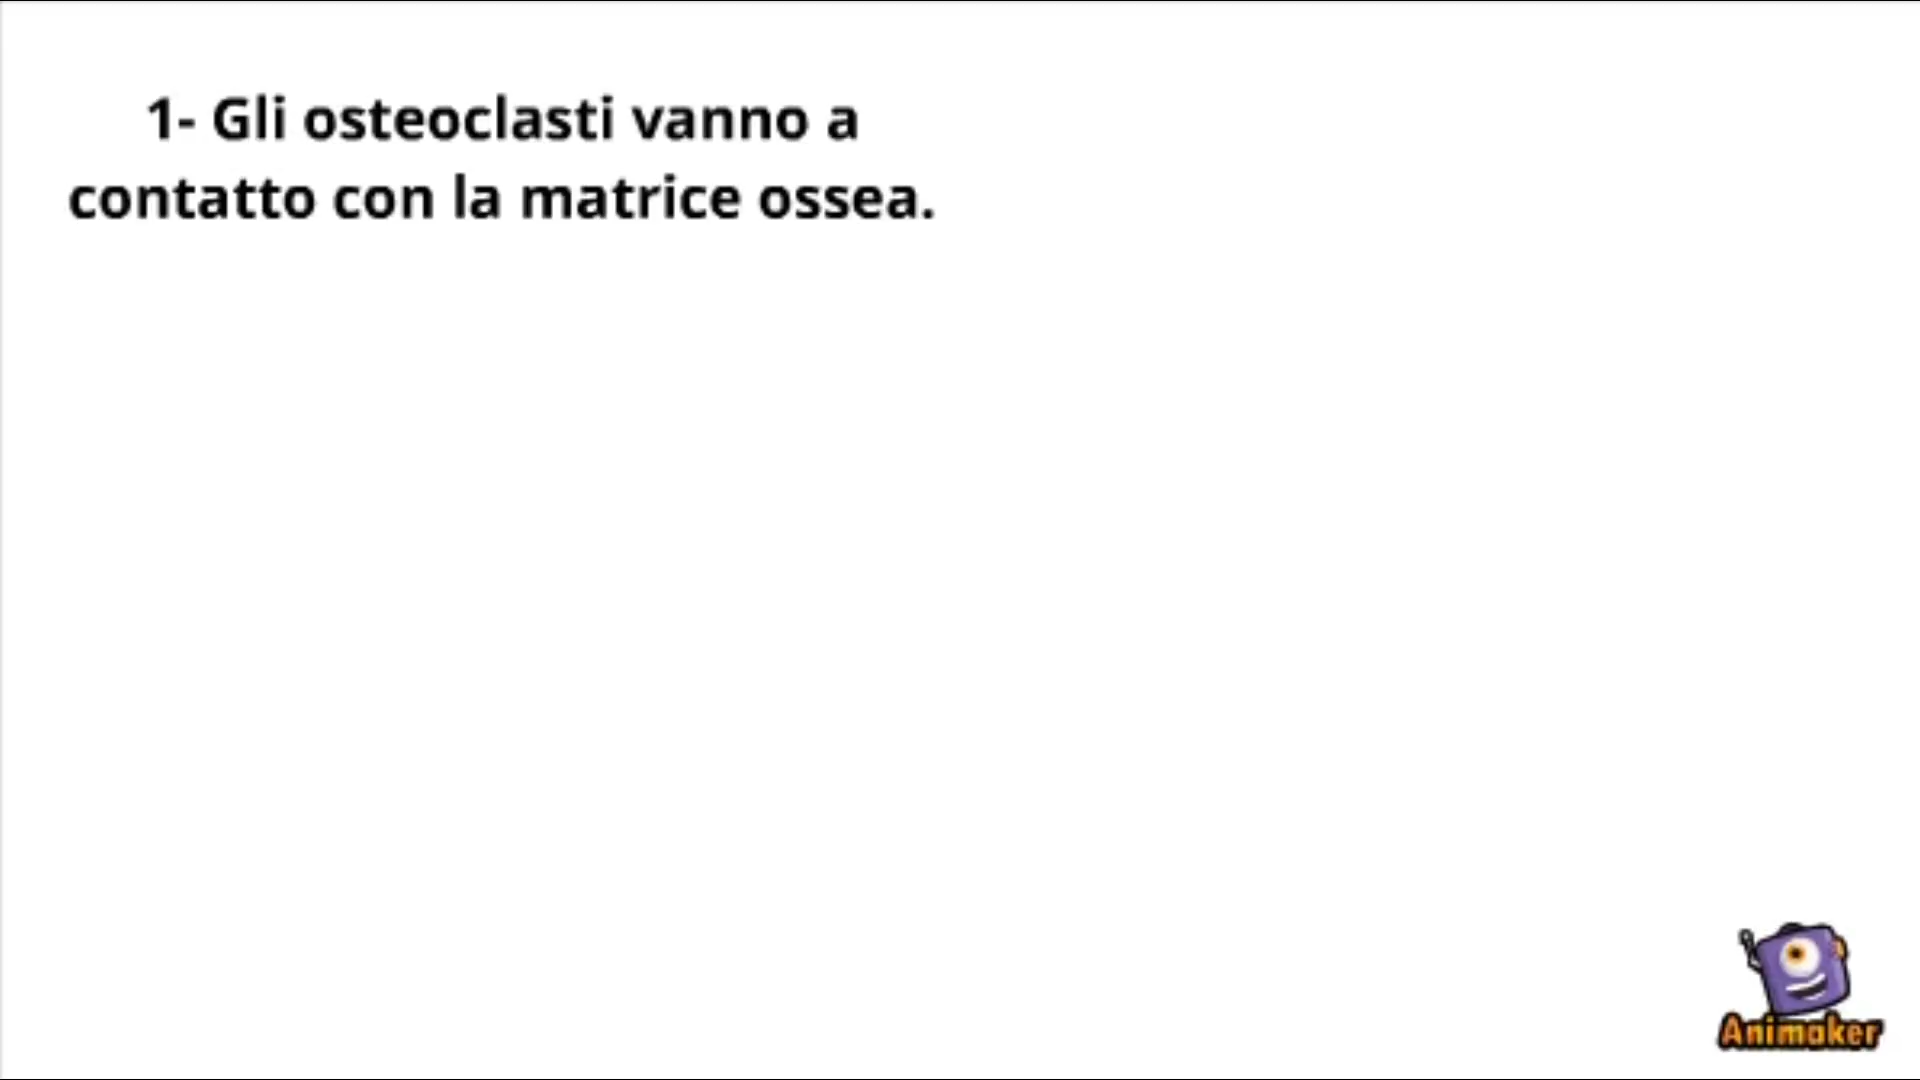 1- Gli osteoclasti vanno a
contatto con la matrice ossea.
Animaker